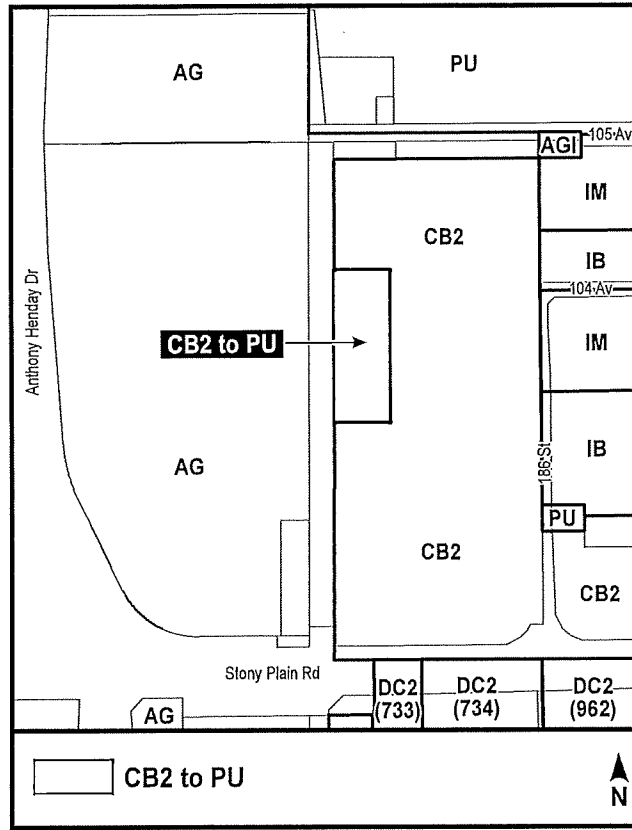 AG
PU
105 Av
AGI
IM
CB2
IB
104 Av
Anthony Henday Dr
CB2 to PU
IM
AG
186 St
IB
PU
CB2
CB2
Stony Plain Rd
AG
DC2
(733)
DC2
(734)
DC2
(962)
CB2 to PU
N